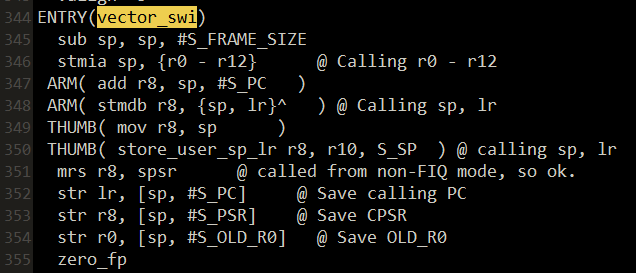 344 ENTRY(vector_swi)
345 sub sp, sp, #S_FRAME_SIZE
346 stmia sp, {r0 - r12} @ Calling r0 - r12
347 ARM( add r8, sp, #S_PC )
348 ARM( stmdb r8, {sp, lr}^ ) @ Calling sp, lr
349 THUMB( mov r8, sp )
350 THUMB( store_user_sp_lr r8, r10, S_SP ) @ calling sp, lr
351 mrs r8, spsr @ called from non-FIQ mode, so ok.
352 str lr, [sp, #S_PC] @ Save calling PC
353 str r8, [sp, #S_PSR] @ Save CPSR
354 str r0, [sp, #S_OLD_R0] @ Save OLD_R0
355 zero_fp